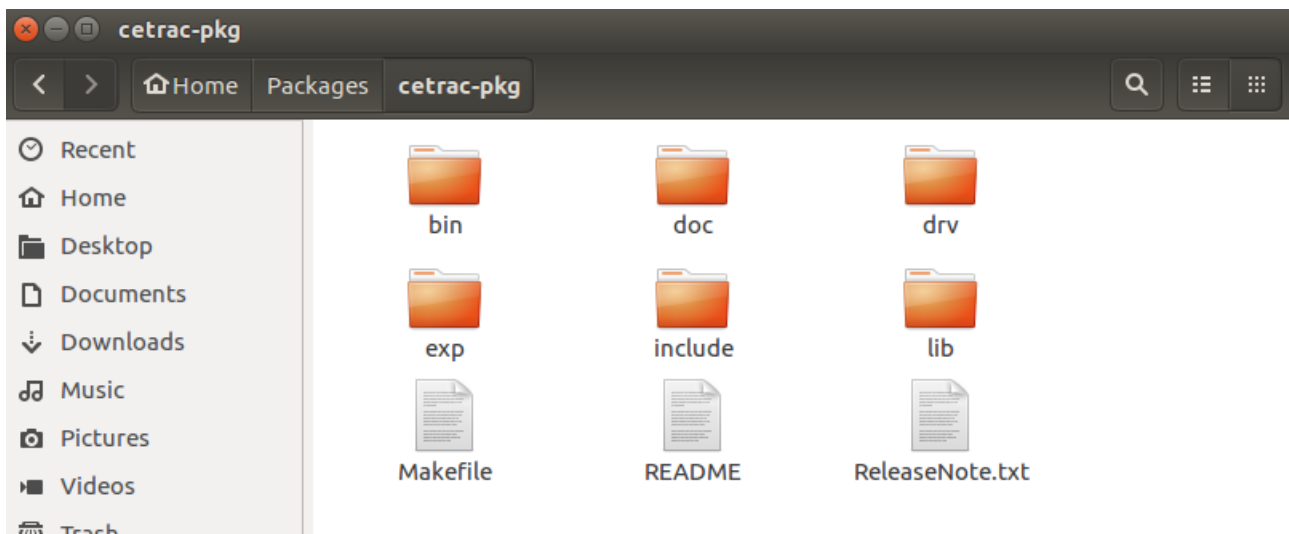 cetrac-pkg
Home Packages cetrac-pkg
Recent
Home
Desktop
Documents
Downloads
Music
Pictures
Videos
Trash
bin doc drv
exp include lib
Makefile README ReleaseNote.txt